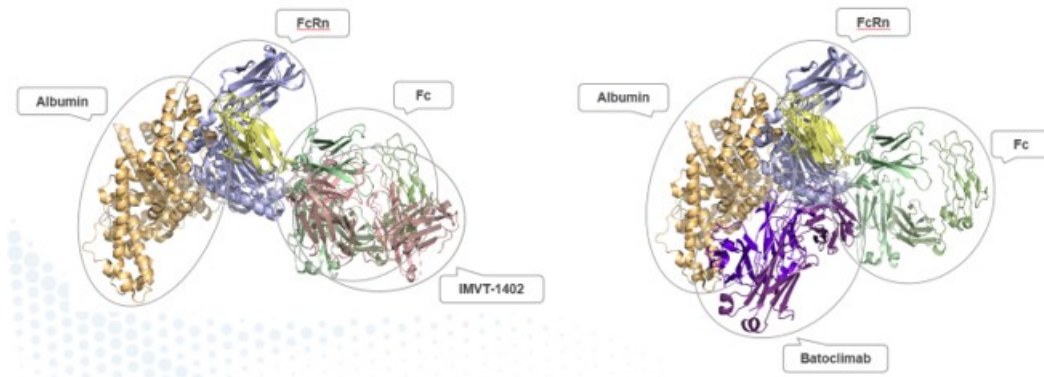 FcRn
Albumin
Fc
IMVT-1402
FcRn
Albumin
Fc
Batoclimab